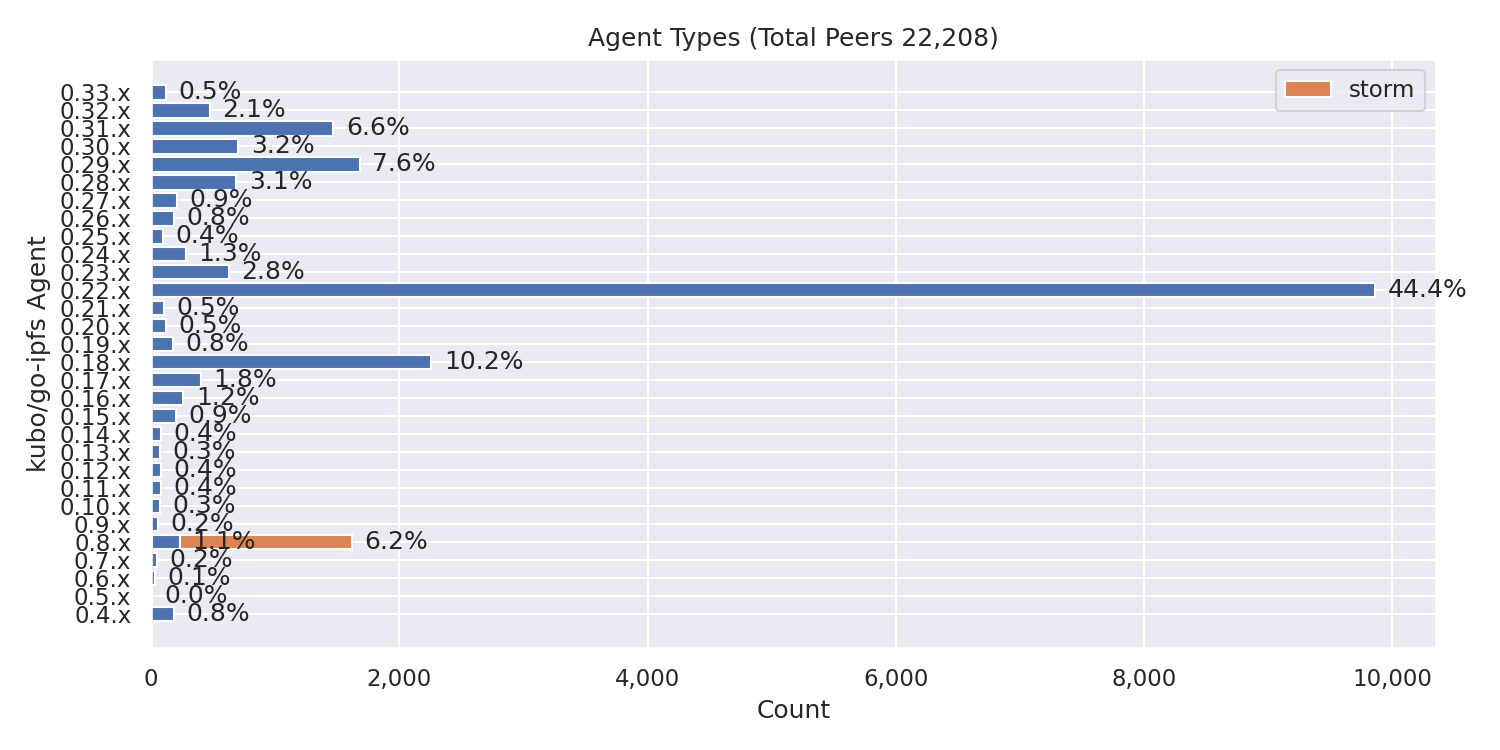 Agent Types (Total Peers 22,208)
storm
kubo/go-ipfs Agent
0.33.x 0.5%
0.32.x 2.1%
0.31.x 6.6%
0.30.x 3.2%
0.29.x 7.6%
0.28.x 3.1%
0.27.x 0.9%
0.26.x 0.8%
0.25.x 0.4%
0.24.x 1.3%
0.23.x 2.8%
0.22.x 44.4%
0.21.x 0.5%
0.20.x 0.5%
0.19.x 0.8%
0.18.x 10.2%
0.17.x 1.8%
0.16.x 1.2%
0.15.x 0.9%
0.14.x 0.4%
0.13.x 0.3%
0.12.x 0.4%
0.11.x 0.4%
0.10.x 0.3%
0.9.x 0.2%
0.8.x 1.1% 6.2%
0.7.x 0.2%
0.6.x 0.1%
0.5.x 0.0%
0.4.x 0.8%
0 2,000 4,000 6,000 8,000 10,000
Count